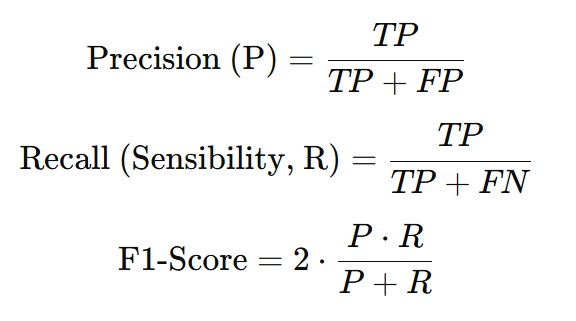 Precision (P) = TP / TP + FP
Recall (Sensibility, R) = TP / TP + FN
F1-Score = 2 · P · R / P + R